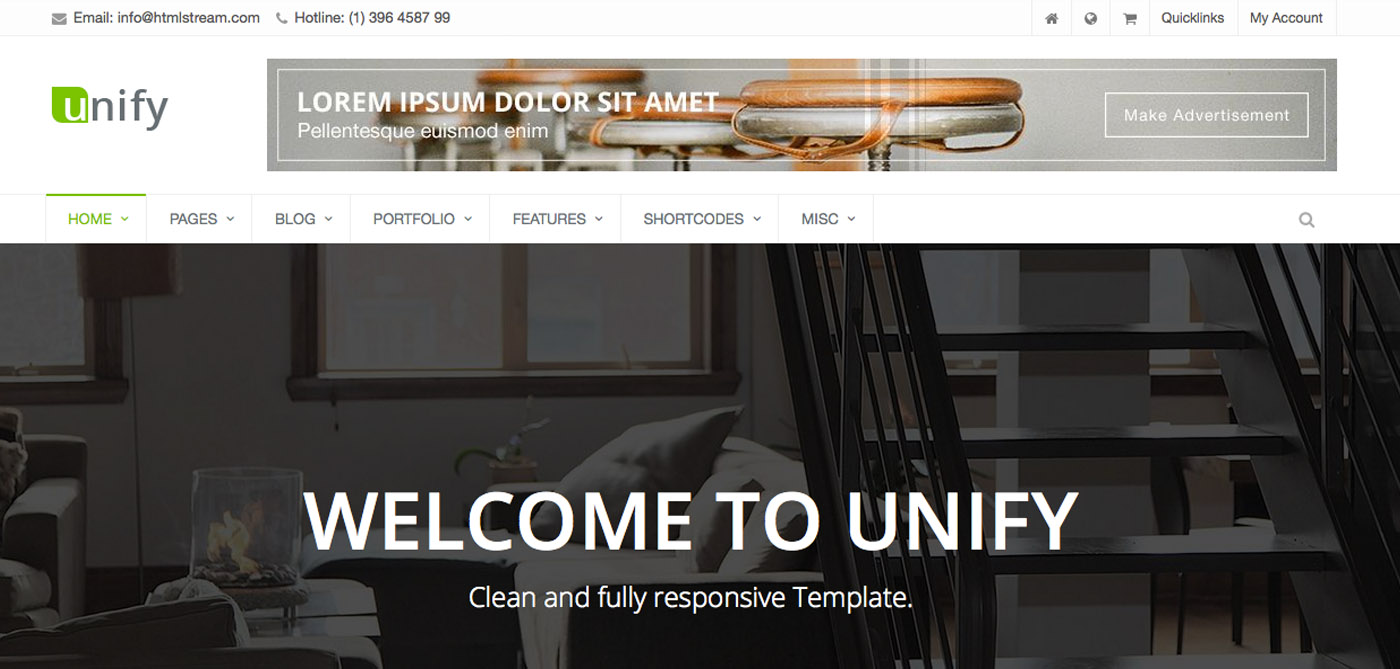 Email: info@htmlstream.com Hotline: (1) 396 4587 99 Quicklinks My Account
unify
LOREM IPSUM DOLOR SIT AMET
Pellentesque euismod enim
Make Advertisement
HOME PAGES BLOG PORTFOLIO FEATURES SHORTCODES MISC
WELCOME TO UNIFY
Clean and fully responsive Template.